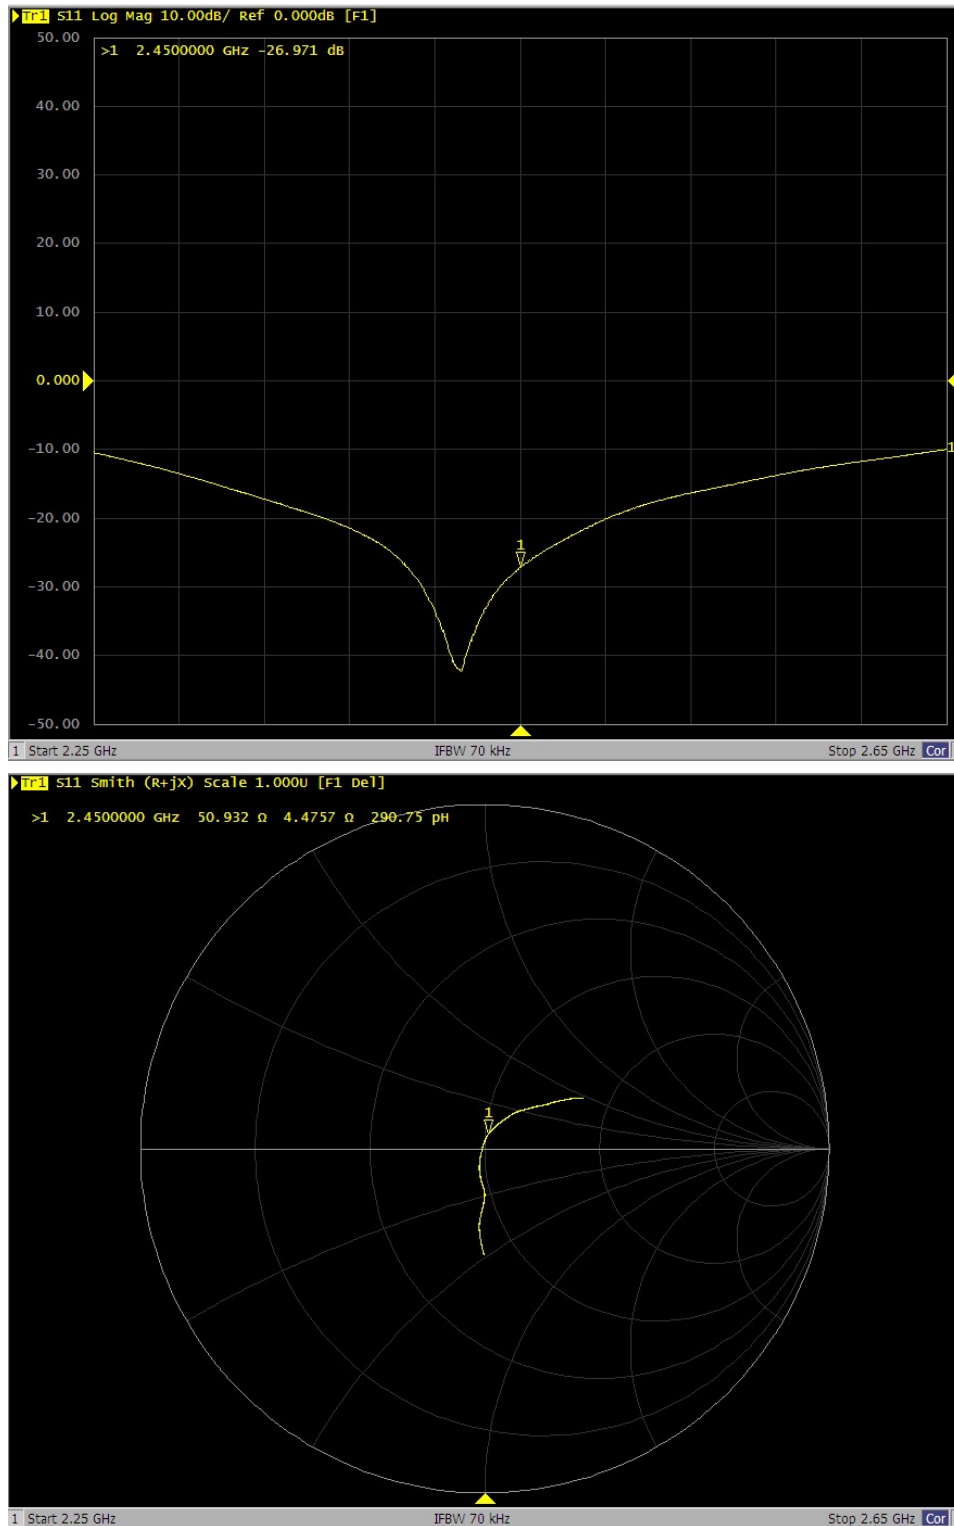 Tr1 S11 Log Mag 10.00dB/ Ref 0.000dB [F1]
50.00
>1 2.4500000 GHz -26.971 dB
40.00
30.00
20.00
10.00
0.000
-10.00
1
-20.00
1
-30.00
-40.00
-50.00
1 Start 2.25 GHz IFBW 70 kHz Stop 2.65 GHz Cor
Tr1 S11 Smith (R+jX) Scale 1.000U [F1 Del]
>1 2.4500000 GHz 50.932 Ω 4.4757 Ω 290.75 pH
1
1 Start 2.25 GHz IFBW 70 kHz Stop 2.65 GHz Cor